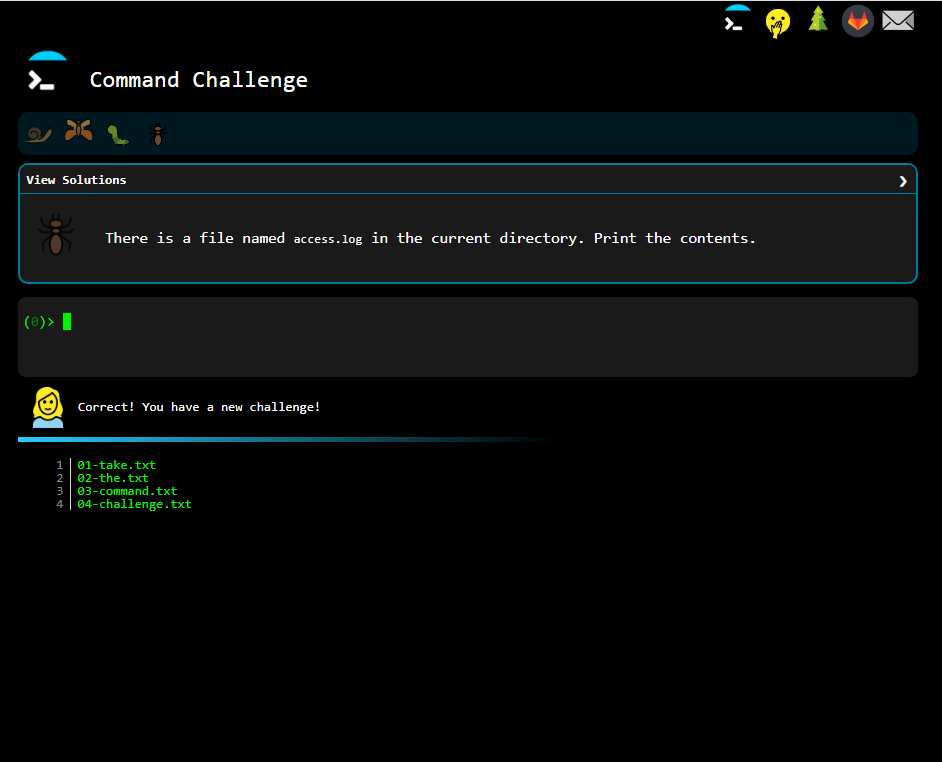 Command Challenge
View Solutions
There is a file named access.log in the current directory. Print the contents.
(0)>
Correct! You have a new challenge!
1 01-take.txt
2 02-the.txt
3 03-command.txt
4 04-challenge.txt